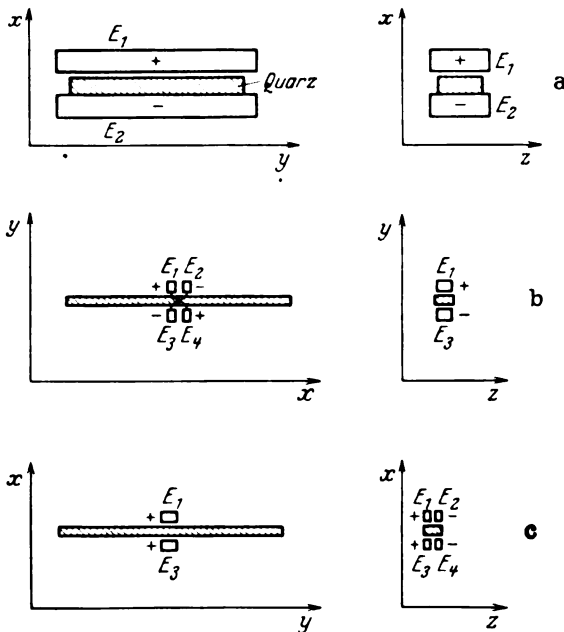 x
E₁
+
Quarz
−
E₂
y
x
+
E₁
−
E₂
z
a
y
E₁ E₂
+ −
− +
E₃ E₄
x
y
E₁
+
−
E₃
z
b
x
E₁
+
+
E₃
y
x
E₁ E₂
+ −
+ −
E₃ E₄
z
c